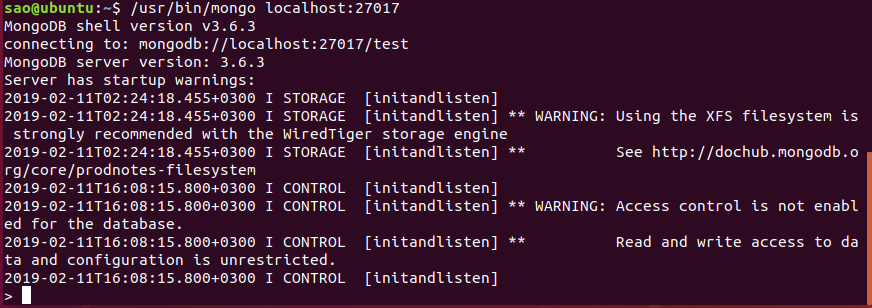 sao@ubuntu:~$ /usr/bin/mongo localhost:27017
MongoDB shell version v3.6.3
connecting to: mongodb://localhost:27017/test
MongoDB server version: 3.6.3
Server has startup warnings:
2019-02-11T02:24:18.455+0300 I STORAGE  [initandlisten]
2019-02-11T02:24:18.455+0300 I STORAGE  [initandlisten] ** WARNING: Using the XFS filesystem is
 strongly recommended with the WiredTiger storage engine
2019-02-11T02:24:18.455+0300 I STORAGE  [initandlisten] **          See http://dochub.mongodb.o
rg/core/prodnotes-filesystem
2019-02-11T16:08:15.800+0300 I CONTROL  [initandlisten]
2019-02-11T16:08:15.800+0300 I CONTROL  [initandlisten] ** WARNING: Access control is not enabl
ed for the database.
2019-02-11T16:08:15.800+0300 I CONTROL  [initandlisten] **          Read and write access to da
ta and configuration is unrestricted.
2019-02-11T16:08:15.800+0300 I CONTROL  [initandlisten]
>